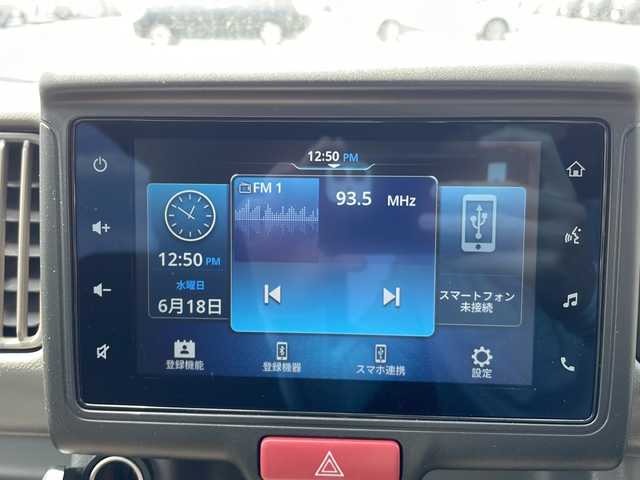 12:50 PM
FM 1
93.5 MHz
12:50 PM
水曜日
6月18日
スマートフォン
未接続
登録機能
登録機器
スマホ連携
設定